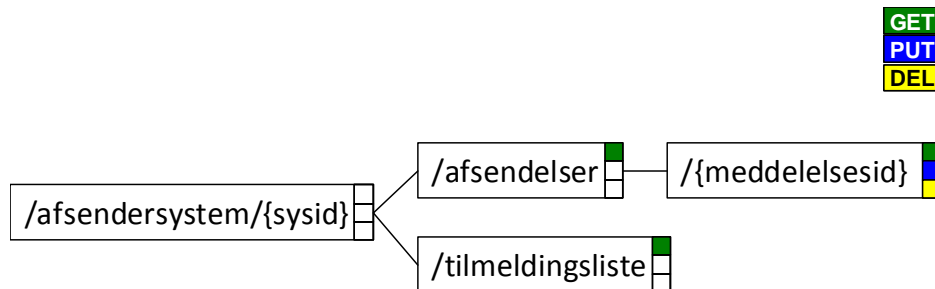 GET
PUT
DEL
/afsendelser
/{meddelelsesid}
/afsendersystem/{sysid}
/tilmeldingsliste